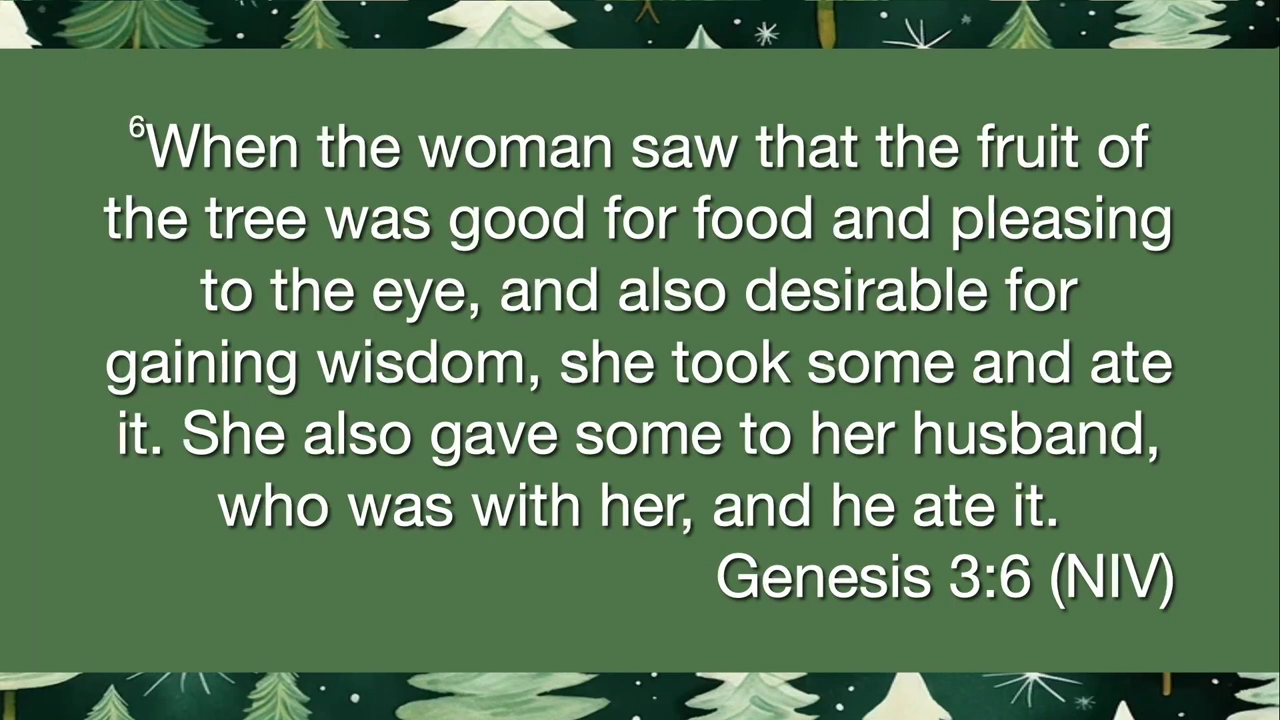 ⁶When the woman saw that the fruit of
the tree was good for food and pleasing
to the eye, and also desirable for
gaining wisdom, she took some and ate
it. She also gave some to her husband,
who was with her, and he ate it.
Genesis 3:6 (NIV)